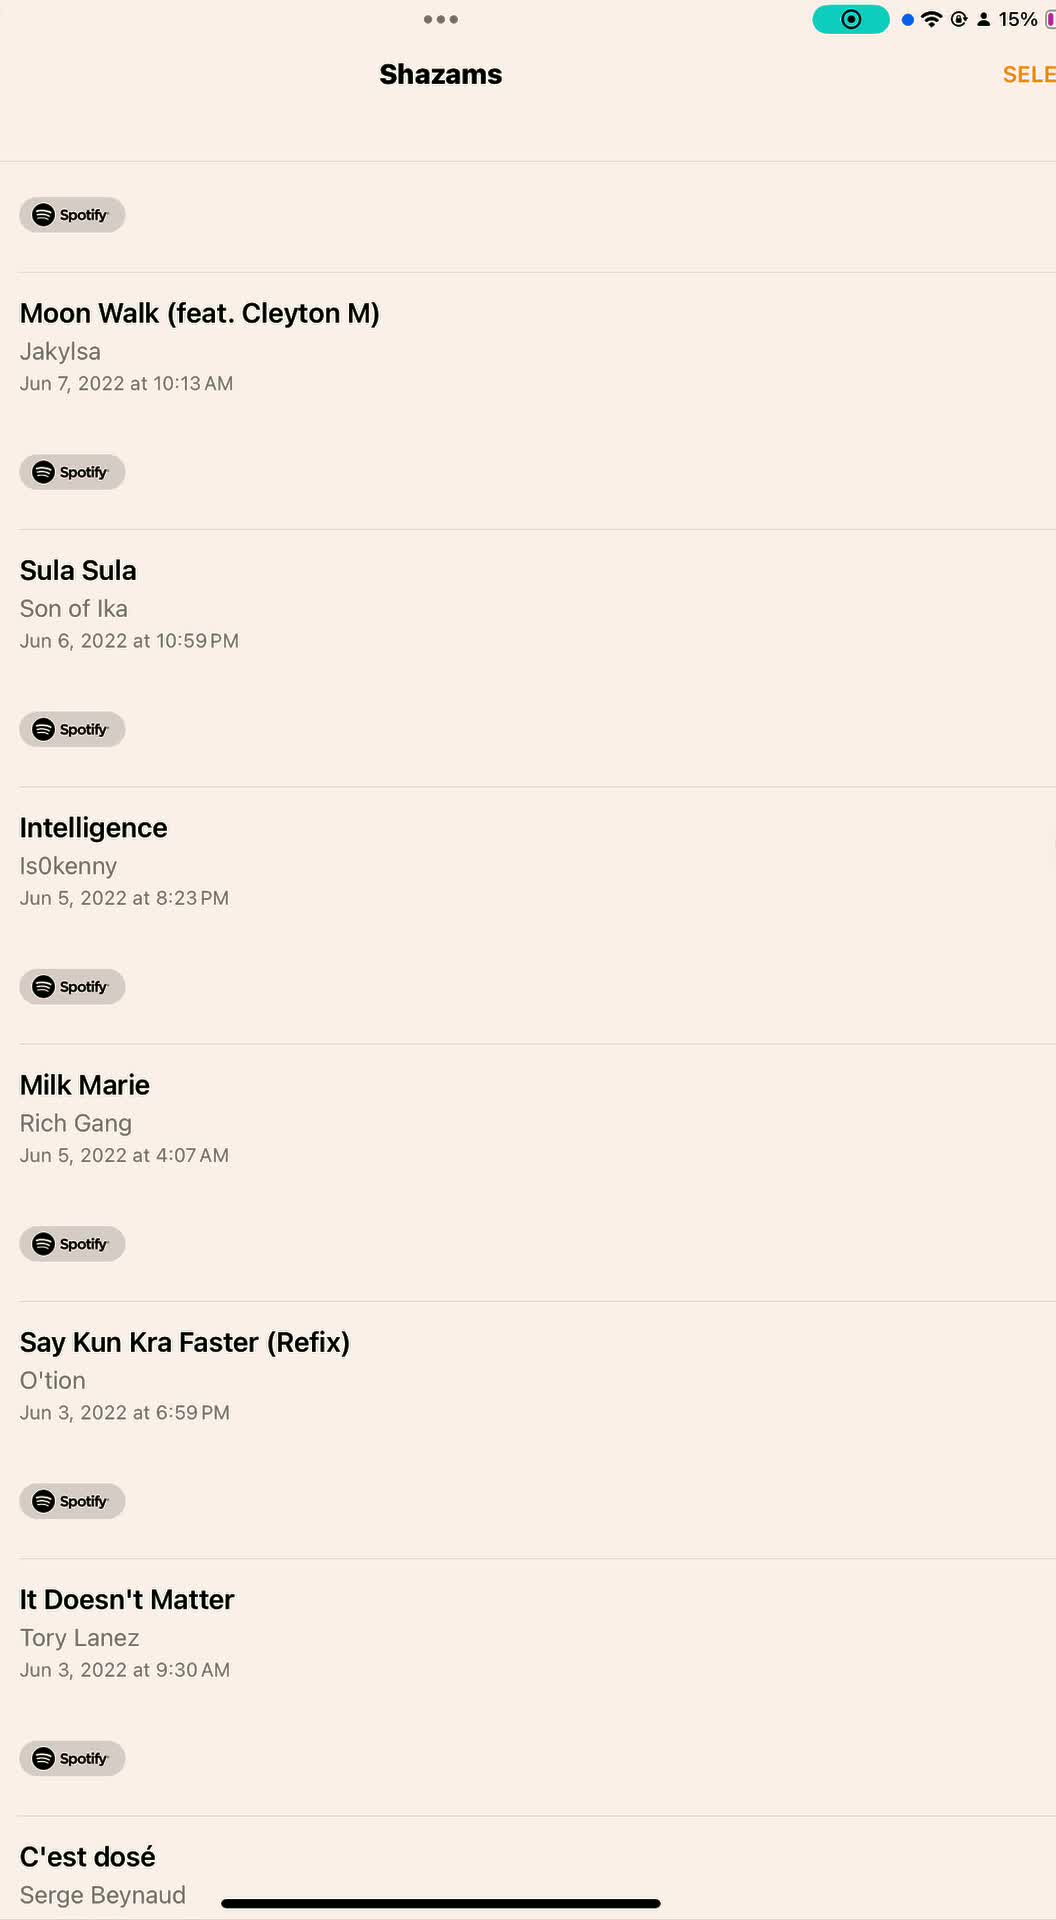 15%
Shazams
SELE
Spotify
Moon Walk (feat. Cleyton M)
Jakylsa
Jun 7, 2022 at 10:13 AM
Spotify
Sula Sula
Son of Ika
Jun 6, 2022 at 10:59 PM
Spotify
Intelligence
Is0kenny
Jun 5, 2022 at 8:23 PM
Spotify
Milk Marie
Rich Gang
Jun 5, 2022 at 4:07 AM
Spotify
Say Kun Kra Faster (Refix)
O'tion
Jun 3, 2022 at 6:59 PM
Spotify
It Doesn't Matter
Tory Lanez
Jun 3, 2022 at 9:30 AM
Spotify
C'est dosé
Serge Beynaud